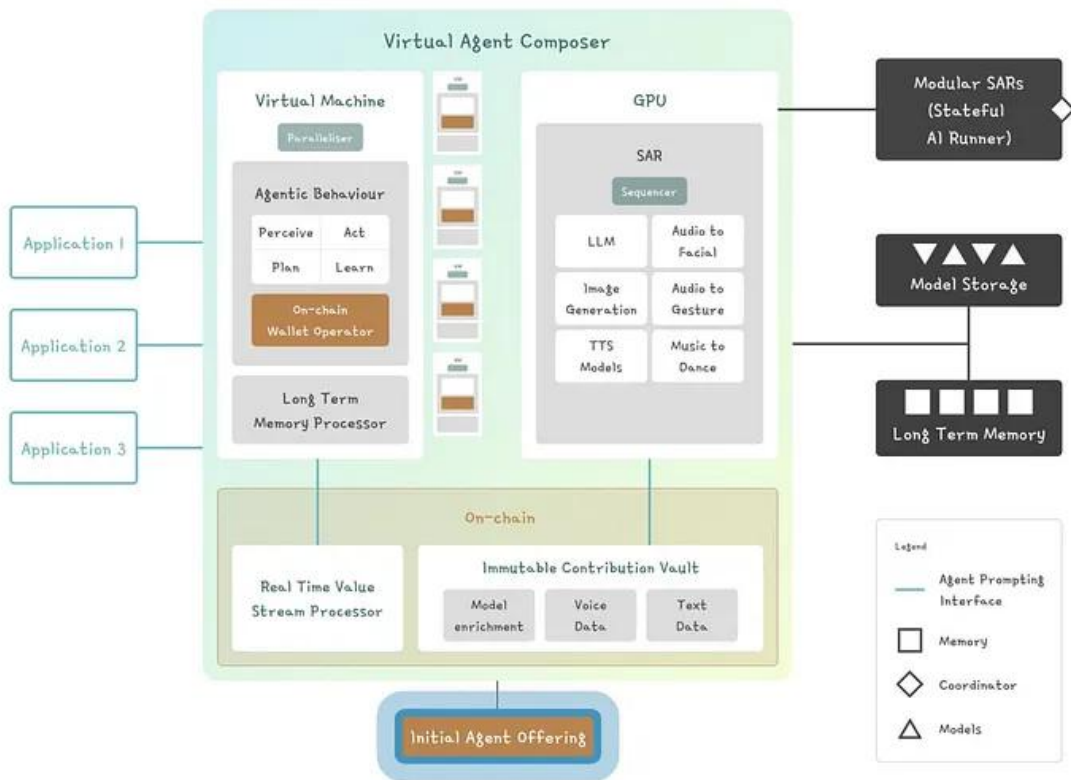 Virtual Agent Composer
Virtual Machine
Paralleliser
Agentic Behaviour
Perceive
Act
Plan
Learn
On-chain
Wallet Operator
Long Term
Memory Processor
GPU
SAR
Sequencer
LLM
Audio to
Facial
Image
Generation
Audio to
Gesture
TTS
Models
Music to
Dance
Application 1
Application 2
Application 3
Modular SARs
(Stateful
AI Runner)
Model Storage
Long Term Memory
On-chain
Real Time Value
Stream Processor
Immutable Contribution Vault
Model
enrichment
Voice
Data
Text
Data
Initial Agent Offering
Legend
Agent Prompting
Interface
Memory
Coordinator
Models